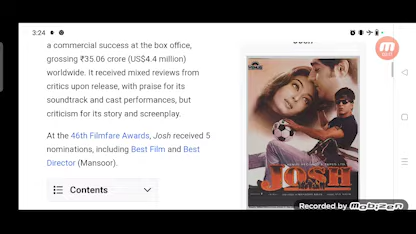 3:24
a commercial success at the box office,
grossing ₹35.06 crore (US$4.4 million)
worldwide. It received mixed reviews from
critics upon release, with praise for its
soundtrack and cast performances, but
criticism for its story and screenplay.
At the 46th Filmfare Awards, Josh received 5
nominations, including Best Film and Best
Director (Mansoor).
Contents
JOSH
Recorded by mobizen